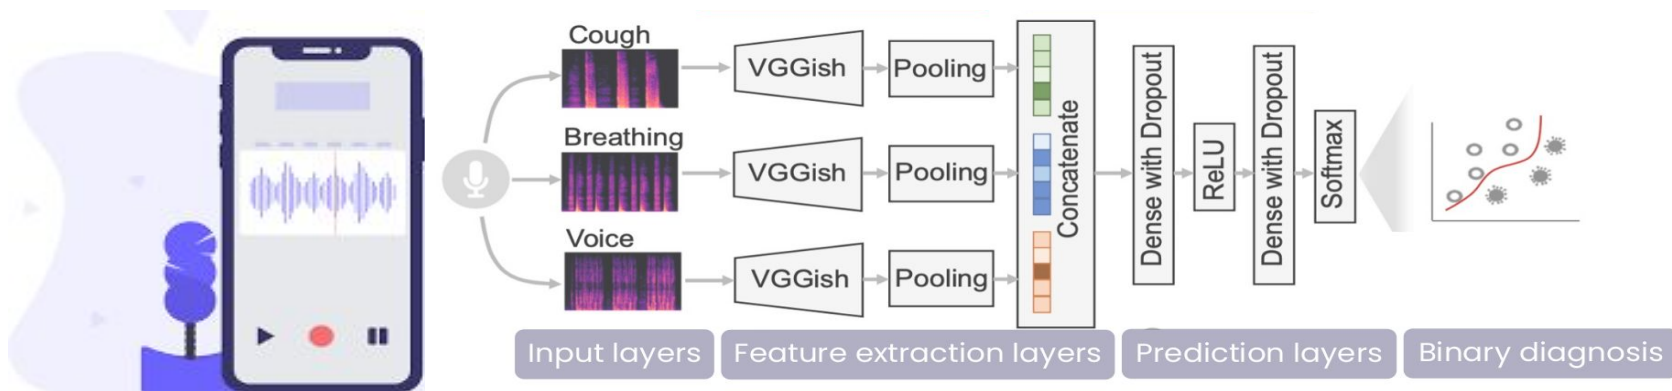 Cough
VGGish
Pooling
Breathing
VGGish
Pooling
Voice
VGGish
Pooling
Concatenate
Dense with Dropout
ReLU
Dense with Dropout
Softmax
Input layers
Feature extraction layers
Prediction layers
Binary diagnosis